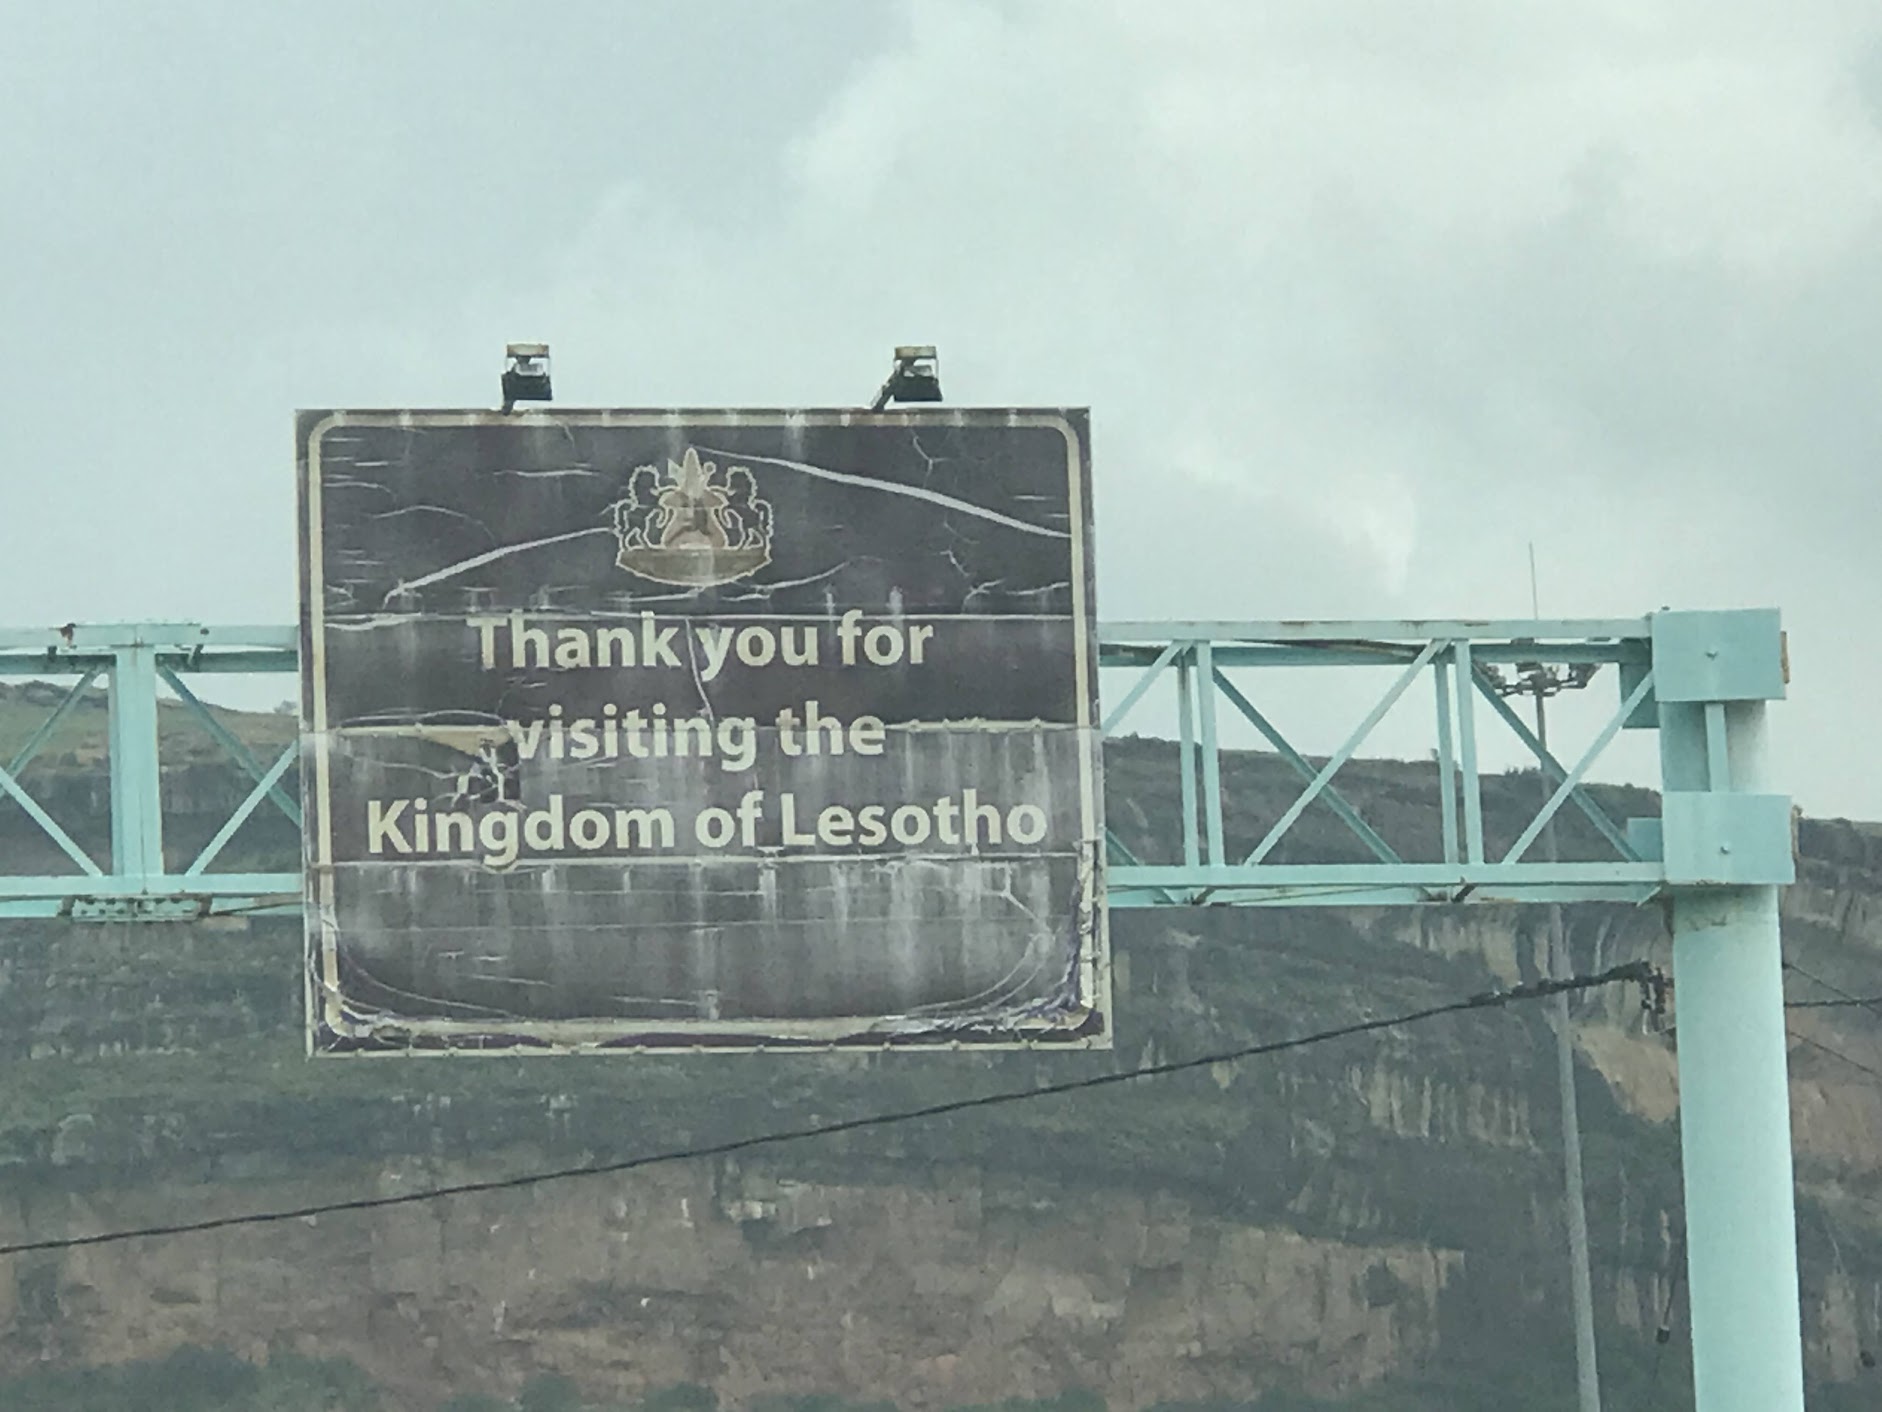 Thank you for
visiting the
Kingdom of Lesotho